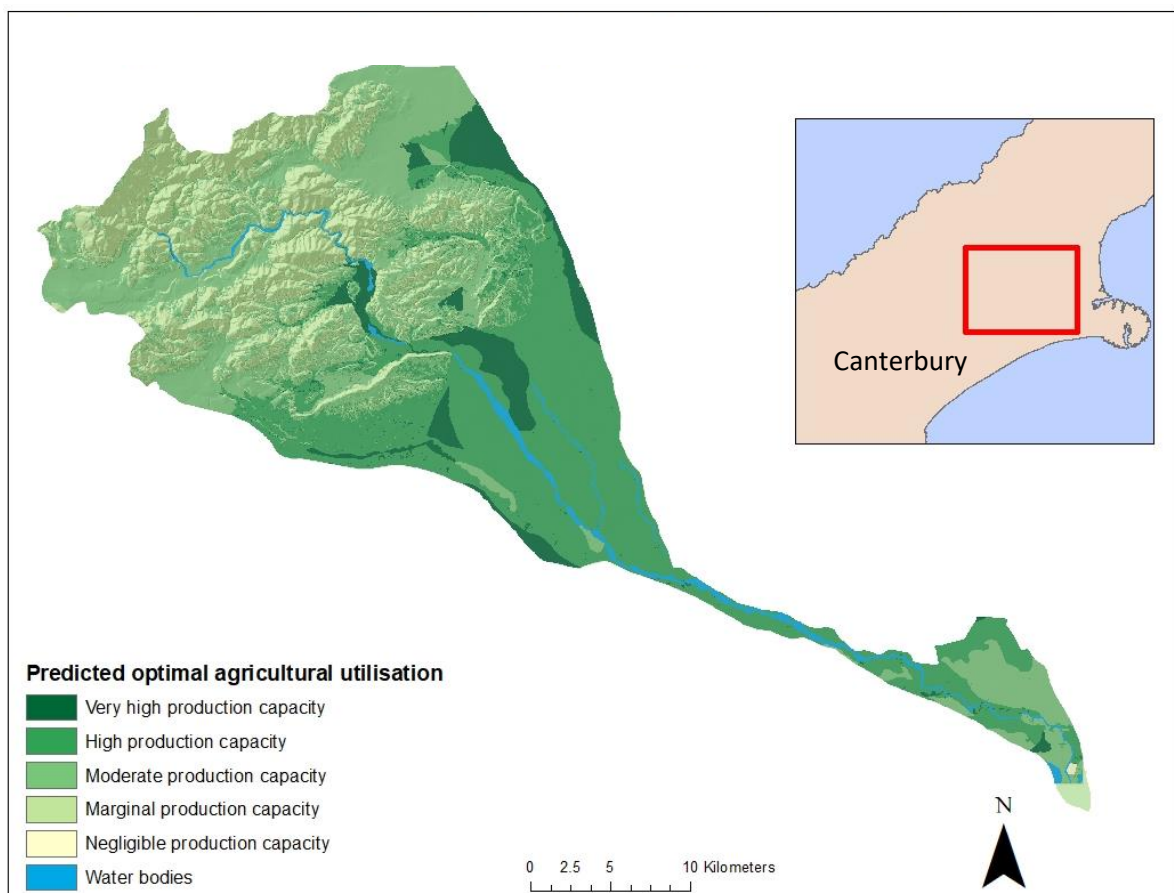 Canterbury
Predicted optimal agricultural utilisation
Very high production capacity
High production capacity
Moderate production capacity
Marginal production capacity
Negligible production capacity
Water bodies
0 2.5 5 10 Kilometers
N